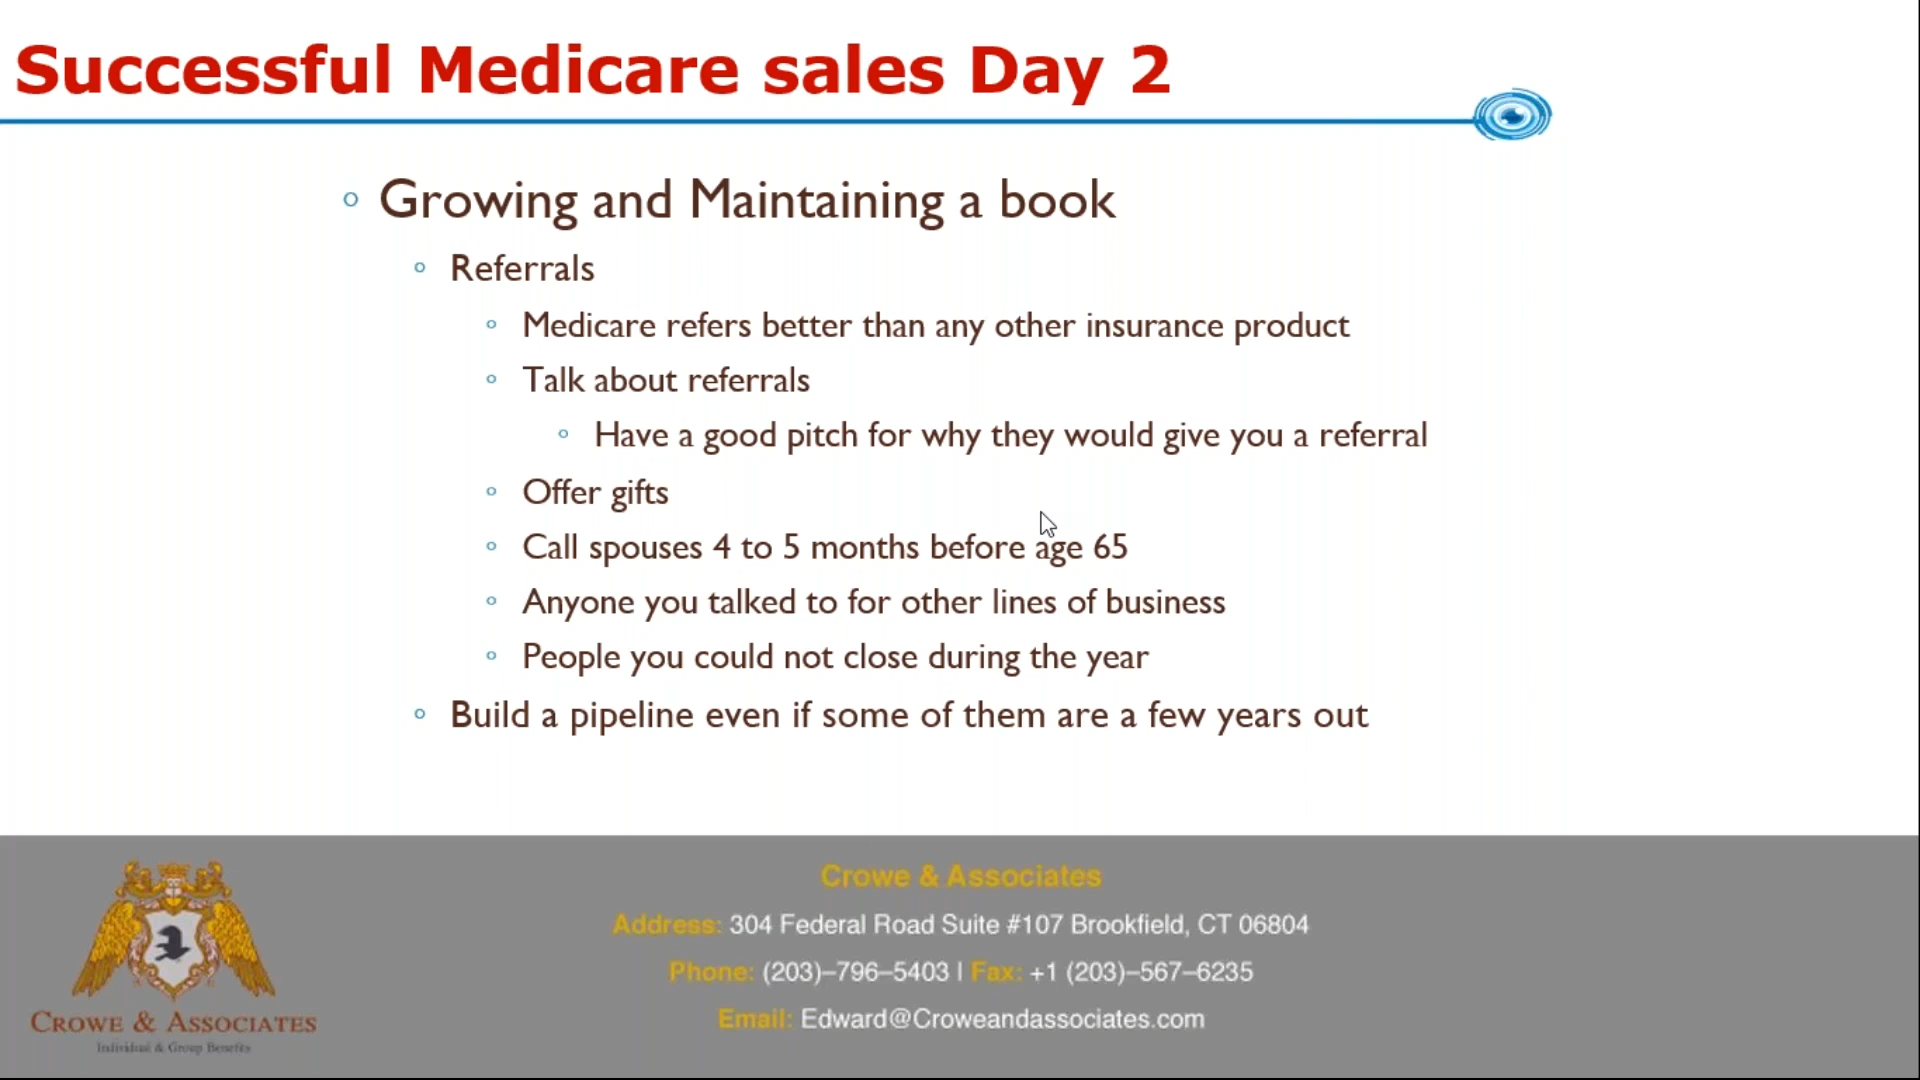 Successful Medicare sales Day 2
Growing and Maintaining a book
Referrals
Medicare refers better than any other insurance product
Talk about referrals
Have a good pitch for why they would give you a referral
Offer gifts
Call spouses 4 to 5 months before age 65
Anyone you talked to for other lines of business
People you could not close during the year
Build a pipeline even if some of them are a few years out
Crowe & Associates
Address: 304 Federal Road Suite #107 Brookfield, CT 06804
Phone: (203)–796–5403 | Fax: +1 (203)–567–6235
Email: Edward@Croweandassociates.com
CROWE & ASSOCIATES
Individual & Group Benefits